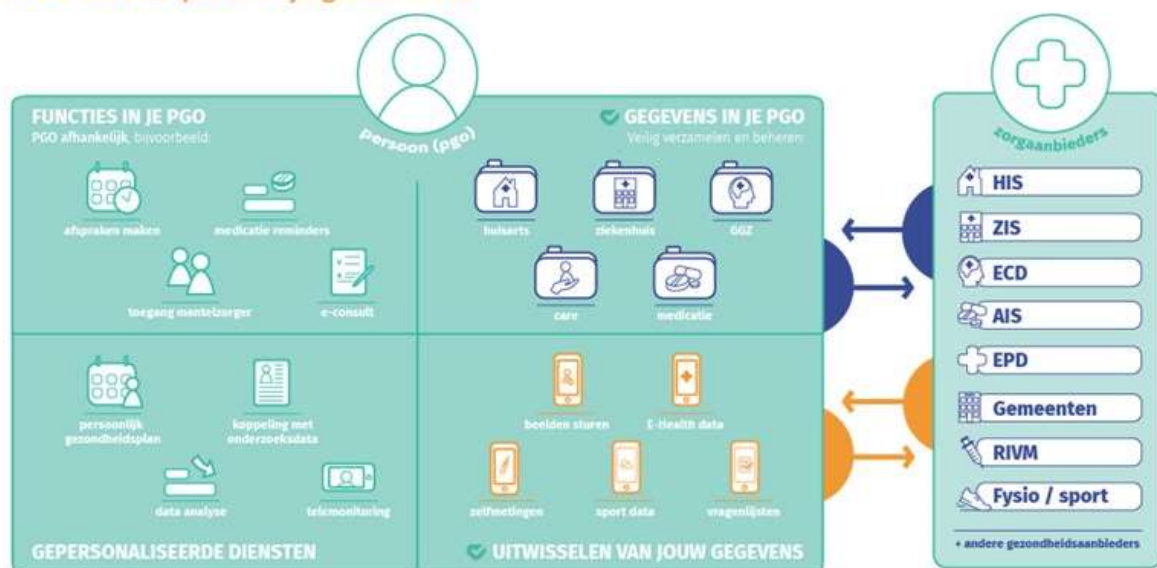 FUNCTIES IN JE PGO
PGO afhankelijk, bijvoorbeeld:
afspraken maken
medicatie reminders
toegang mantelzorger
e-consult
persoon (pgo)
GEGEVENS IN JE PGO
Veilig verzamelen en beheren:
huisarts
ziekenhuis
GGZ
care
medicatie
persoonlijk
gezondheidsplan
koppeling met
onderzoeksdata
data analyse
telemonitoring
GEPERSONALISEERDE DIENSTEN
beelden sturen
E-Health data
zelfmetingen
sport data
vragenlijsten
UITWISSELEN VAN JOUW GEGEVENS
zorgaanbieders
HIS
ZIS
ECD
AIS
EPD
Gemeenten
RIVM
Fysio / sport
+ andere gezondheidsaanbieders